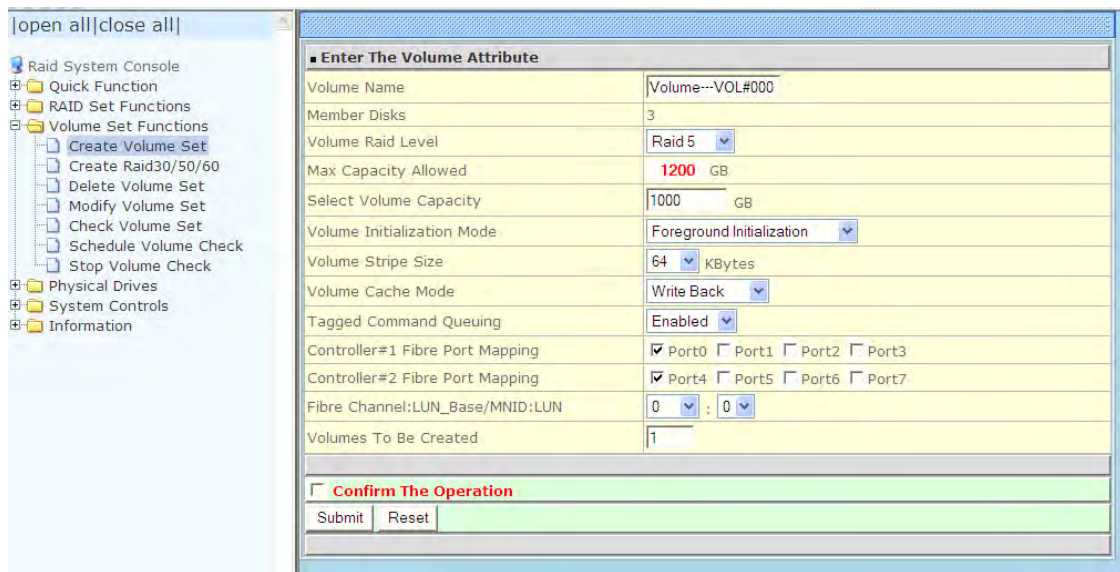 |open all|close all|
Raid System Console
Quick Function
RAID Set Functions
Volume Set Functions
Create Volume Set
Create Raid30/50/60
Delete Volume Set
Modify Volume Set
Check Volume Set
Schedule Volume Check
Stop Volume Check
Physical Drives
System Controls
Information
Enter The Volume Attribute
Volume Name Volume---VOL#000
Member Disks 3
Volume Raid Level Raid 5
Max Capacity Allowed 1200 GB
Select Volume Capacity 1000 GB
Volume Initialization Mode Foreground Initialization
Volume Stripe Size 64 KBytes
Volume Cache Mode Write Back
Tagged Command Queuing Enabled
Controller#1 Fibre Port Mapping Port0 Port1 Port2 Port3
Controller#2 Fibre Port Mapping Port4 Port5 Port6 Port7
Fibre Channel:LUN_Base/MNID:LUN 0 : 0
Volumes To Be Created 1
Confirm The Operation
Submit Reset